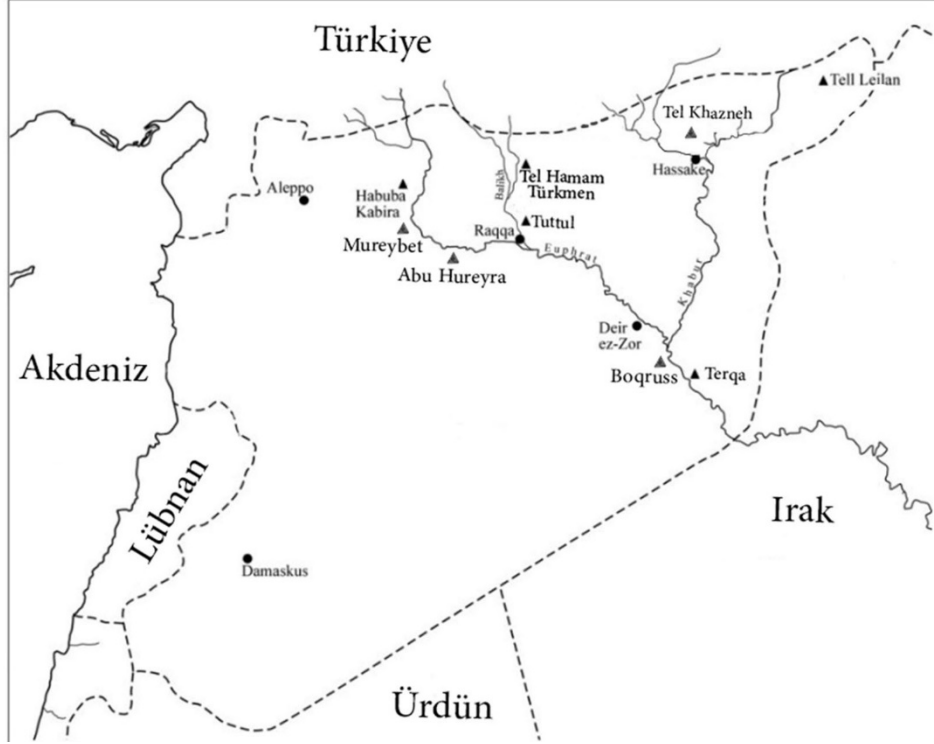 Türkiye
Tell Leilan
Tel Khazneh
Hassake
Aleppo
Habuba
Kabira
Balikh
Tel Hamam
Türkmen
Mureybet
Raqqa
Tuttul
Euphrat
Abu Hureyra
Khabur
Deir
ez-Zor
Akdeniz
Boqruss
Terqa
Lübnan
Irak
Damaskus
Ürdün